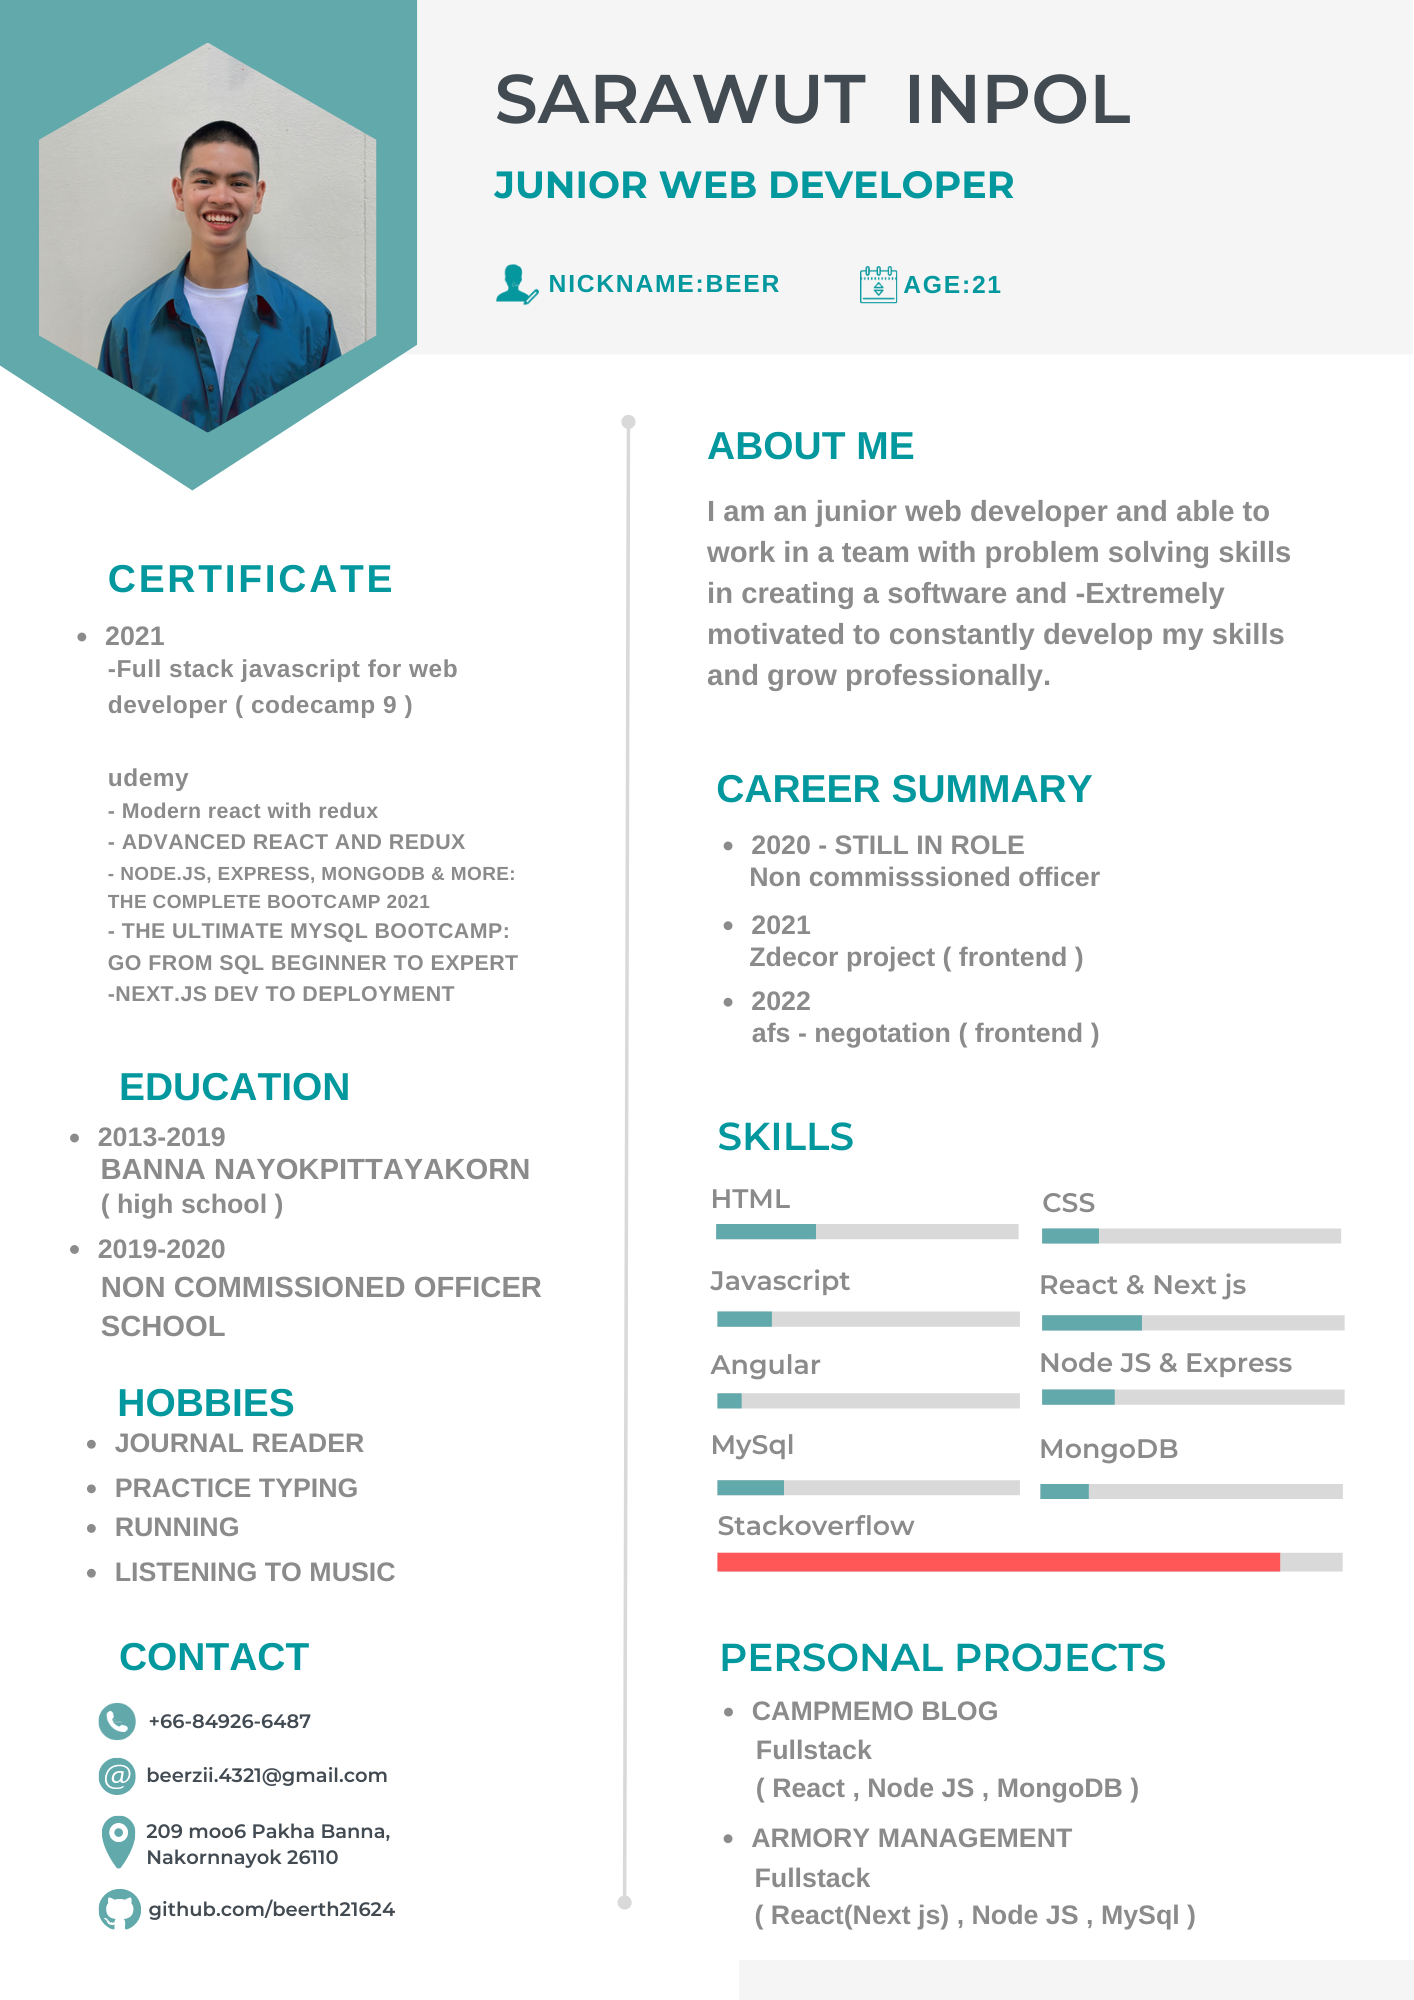 SARAWUT INPOL
JUNIOR WEB DEVELOPER
NICKNAME:BEER
AGE:21
CERTIFICATE
2021
-Full stack javascript for web
developer ( codecamp 9 )
udemy
- Modern react with redux
- ADVANCED REACT AND REDUX
- NODE.JS, EXPRESS, MONGODB & MORE:
THE COMPLETE BOOTCAMP 2021
- THE ULTIMATE MYSQL BOOTCAMP:
GO FROM SQL BEGINNER TO EXPERT
-NEXT.JS DEV TO DEPLOYMENT
EDUCATION
2013-2019
BANNA NAYOKPITTAYAKORN
( high school )
2019-2020
NON COMMISSIONED OFFICER
SCHOOL
HOBBIES
JOURNAL READER
PRACTICE TYPING
RUNNING
LISTENING TO MUSIC
CONTACT
+66-84926-6487
beerzii.4321@gmail.com
209 moo6 Pakha Banna,
Nakornnayok 26110
github.com/beerth21624
ABOUT ME
I am an junior web developer and able to
work in a team with problem solving skills
in creating a software and -Extremely
motivated to constantly develop my skills
and grow professionally.
CAREER SUMMARY
2020 - STILL IN ROLE
Non commisssioned officer
2021
Zdecor project ( frontend )
2022
afs - negotation ( frontend )
SKILLS
HTML
CSS
Javascript
React & Next js
Angular
Node JS & Express
MySql
MongoDB
Stackoverflow
PERSONAL PROJECTS
CAMPMEMO BLOG
Fullstack
( React , Node JS , MongoDB )
ARMORY MANAGEMENT
Fullstack
( React(Next js) , Node JS , MySql )